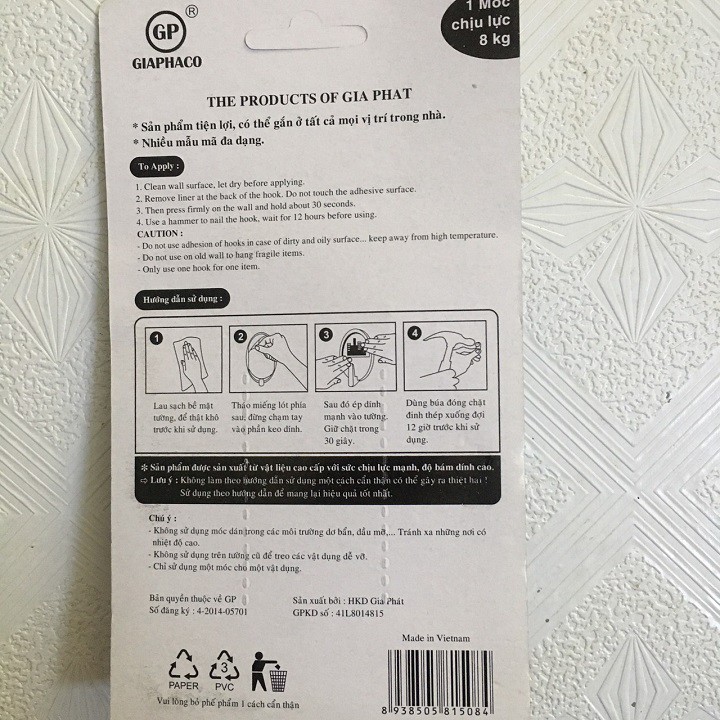 GP ®
GIAPHACO
1 Móc
chịu lực
8 kg
THE PRODUCTS OF GIA PHAT
* Sản phẩm tiện lợi, có thể gắn ở tất cả mọi vị trí trong nhà.
* Nhiều mẫu mã đa dạng.
To Apply :
1. Clean wall surface, let dry before applying.
2. Remove liner at the back of the hook. Do not touch the adhesive surface.
3. Then press firmly on the wall and hold about 30 seconds.
4. Use a hammer to nail the hook, wait for 12 hours before using.
CAUTION :
- Do not use adhesion of hooks in case of dirty and oily surface... keep away from high temperature.
- Do not use on old wall to hang fragile items.
- Only use one hook for one item.
Hướng dẫn sử dụng :
1
2
3
4
Lau sạch bề mặt
tường, để thật khô
trước khi sử dụng.
Tháo miếng lót phía
sau, đừng chạm tay
vào phần keo dính.
Sau đó ép dính
mạnh vào tường.
Giữ chặt trong
30 giây.
Dùng búa đóng chặt
đinh thép xuống đợi
12 giờ trước khi sử
dụng.
* Sản phẩm được sản xuất từ vật liệu cao cấp với sức chịu lực mạnh, độ bám dính cao.
⇨ Lưu ý : Không làm theo hướng dẫn sử dụng một cách cẩn thận có thể gây ra thiệt hại !
Sử dụng theo hướng dẫn để mang lại hiệu quả tốt nhất.
Chú ý :
- Không sử dụng móc dán trong các môi trường dơ bẩn, dầu mỡ,... Tránh xa những nơi có
nhiệt độ cao.
- Không sử dụng trên tường cũ để treo các vật dụng dễ vỡ.
- Chỉ sử dụng một móc cho một vật dụng.
Bản quyền thuộc về GP
Số đăng ký : 4-2014-05701
Sản xuất bởi : HKD Gia Phát
GPKD số : 41L8014815
Made in Vietnam
PAPER
3
PVC
Vui lòng bỏ phế phẩm 1 cách cẩn thận
8 938505 815084